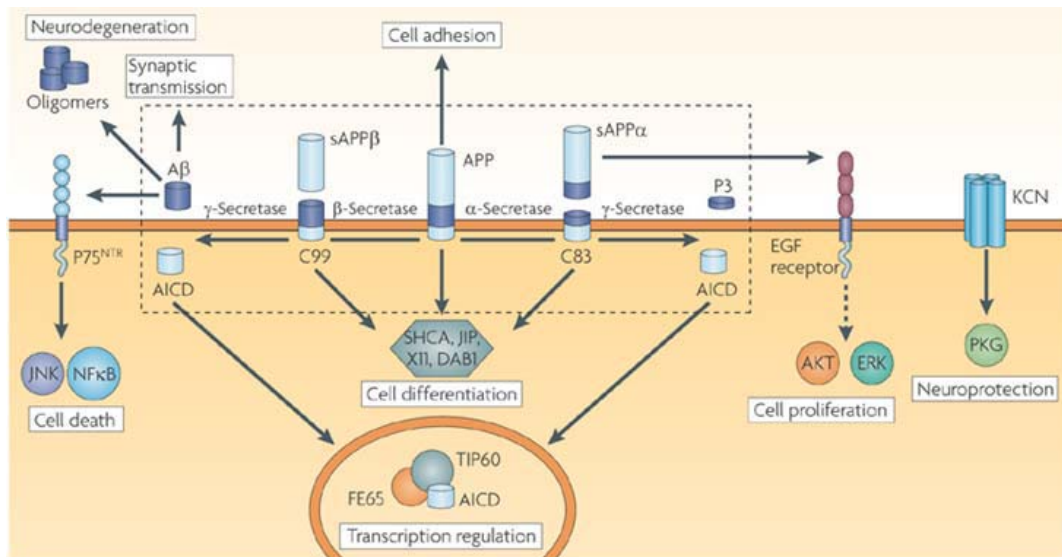 Neurodegeneration
Cell adhesion
Synaptic
transmission
Oligomers
sAPPβ
sAPPα
Aβ
APP
P3
KCN
γ-Secretase
β-Secretase
α-Secretase
γ-Secretase
P75NTR
C99
C83
EGF
receptor
AICD
AICD
SHCA, JIP,
X11, DAB1
JNK
NFκB
AKT
ERK
PKG
Cell differentiation
Neuroprotection
Cell death
Cell proliferation
TIP60
FE65
AICD
Transcription regulation